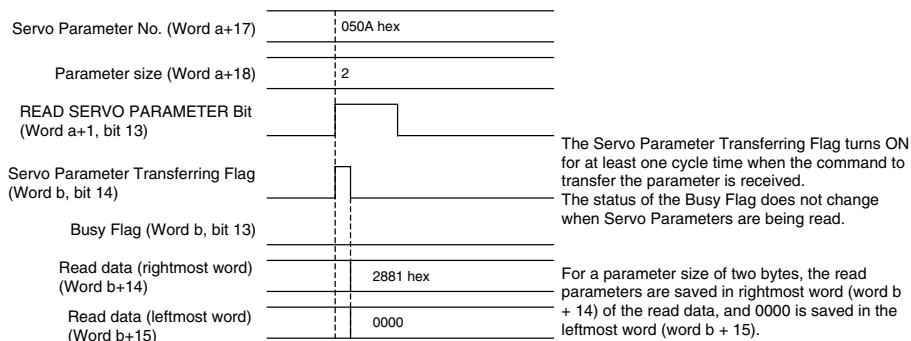 Servo Parameter No. (Word a+17)
050A hex
Parameter size (Word a+18)
2
READ SERVO PARAMETER Bit
(Word a+1, bit 13)
Servo Parameter Transferring Flag
(Word b, bit 14)
Busy Flag (Word b, bit 13)
Read data (rightmost word)
(Word b+14)
2881 hex
Read data (leftmost word)
(Word b+15)
0000
The Servo Parameter Transferring Flag turns ON
for at least one cycle time when the command to
transfer the parameter is received.
The status of the Busy Flag does not change
when Servo Parameters are being read.
For a parameter size of two bytes, the read
parameters are saved in rightmost word (word b
+ 14) of the read data, and 0000 is saved in the
leftmost word (word b + 15).